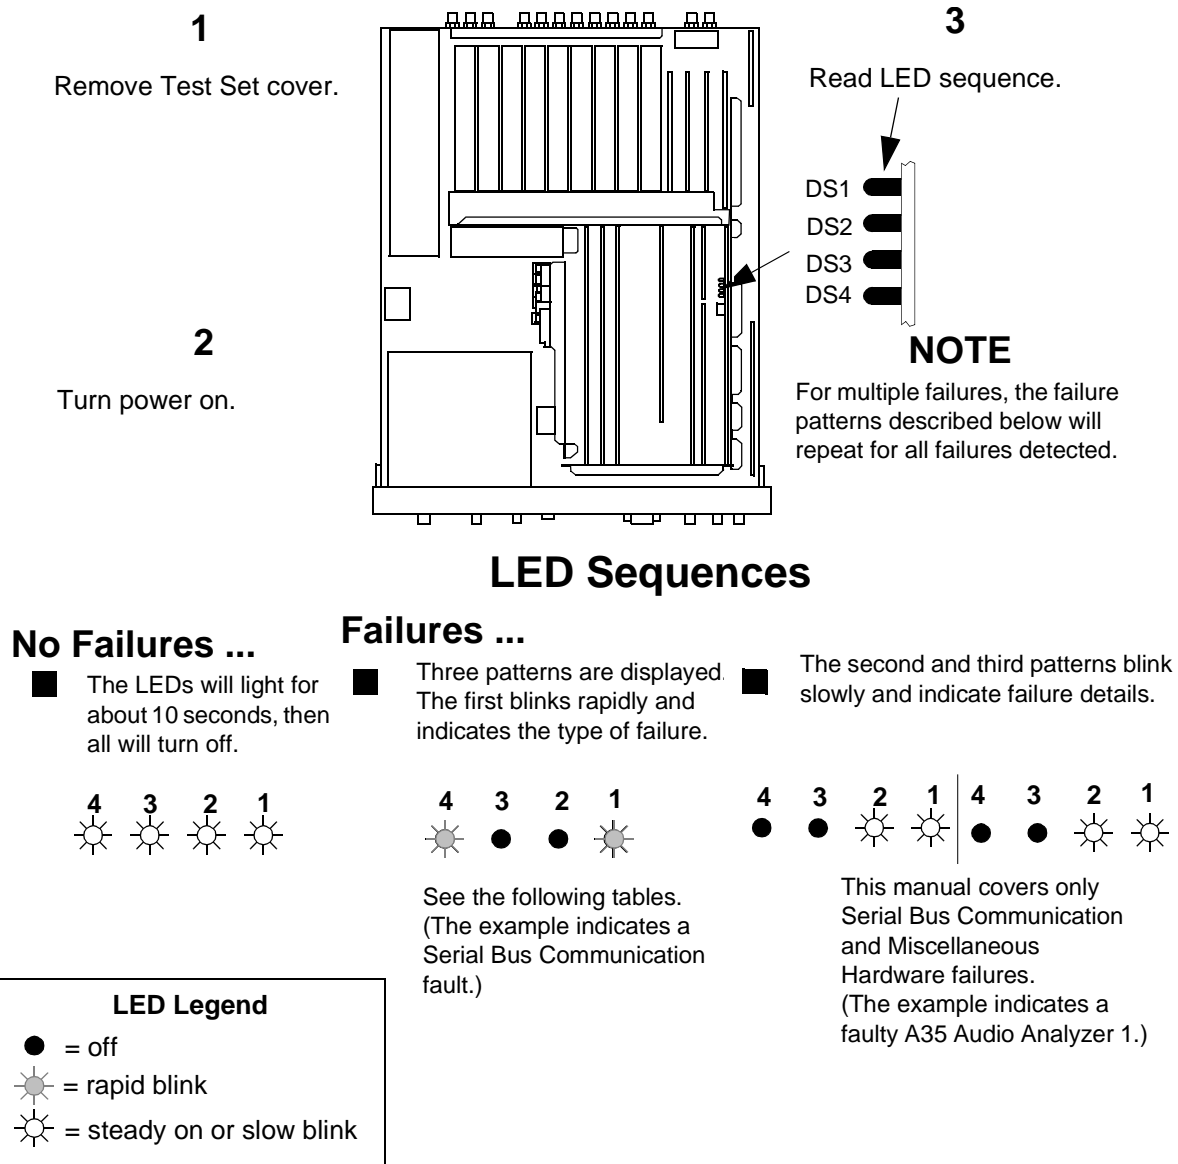 1
Remove Test Set cover.
2
Turn power on.
3
Read LED sequence.
DS1
DS2
DS3
DS4
NOTE
For multiple failures, the failure
patterns described below will
repeat for all failures detected.
LED Sequences
No Failures ...
The LEDs will light for
about 10 seconds, then
all will turn off.
4 3 2 1
Failures ...
Three patterns are displayed.
The first blinks rapidly and
indicates the type of failure.
4 3 2 1
See the following tables.
(The example indicates a
Serial Bus Communication
fault.)
The second and third patterns blink
slowly and indicate failure details.
4 3 2 1 4 3 2 1
This manual covers only
Serial Bus Communication
and Miscellaneous
Hardware failures.
(The example indicates a
faulty A35 Audio Analyzer 1.)
LED Legend
= off
= rapid blink
= steady on or slow blink